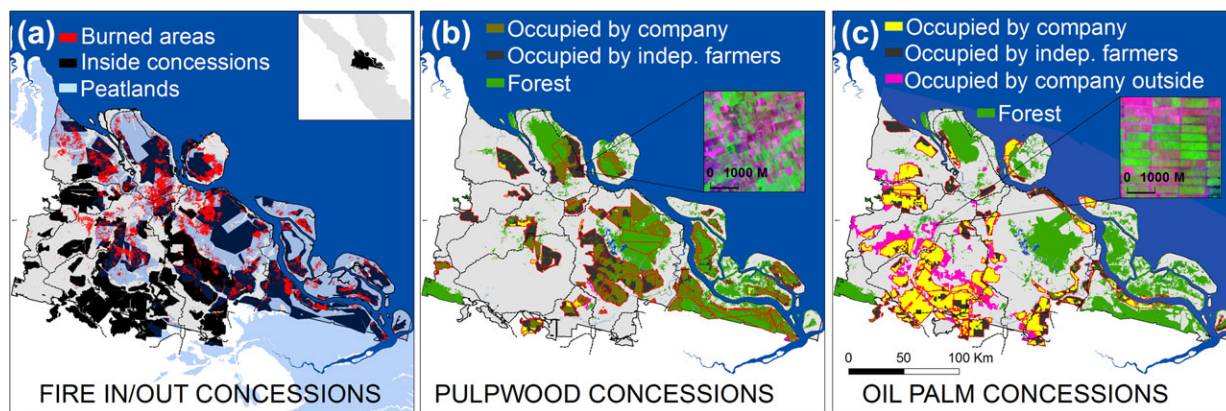 (a)
Burned areas
Inside concessions
Peatlands
FIRE IN/OUT CONCESSIONS
(b)
Occupied by company
Occupied by indep. farmers
Forest
0 1000 M
PULPWOOD CONCESSIONS
(c)
Occupied by company
Occupied by indep. farmers
Occupied by company outside
Forest
0 1000 M
0 50 100 Km
OIL PALM CONCESSIONS